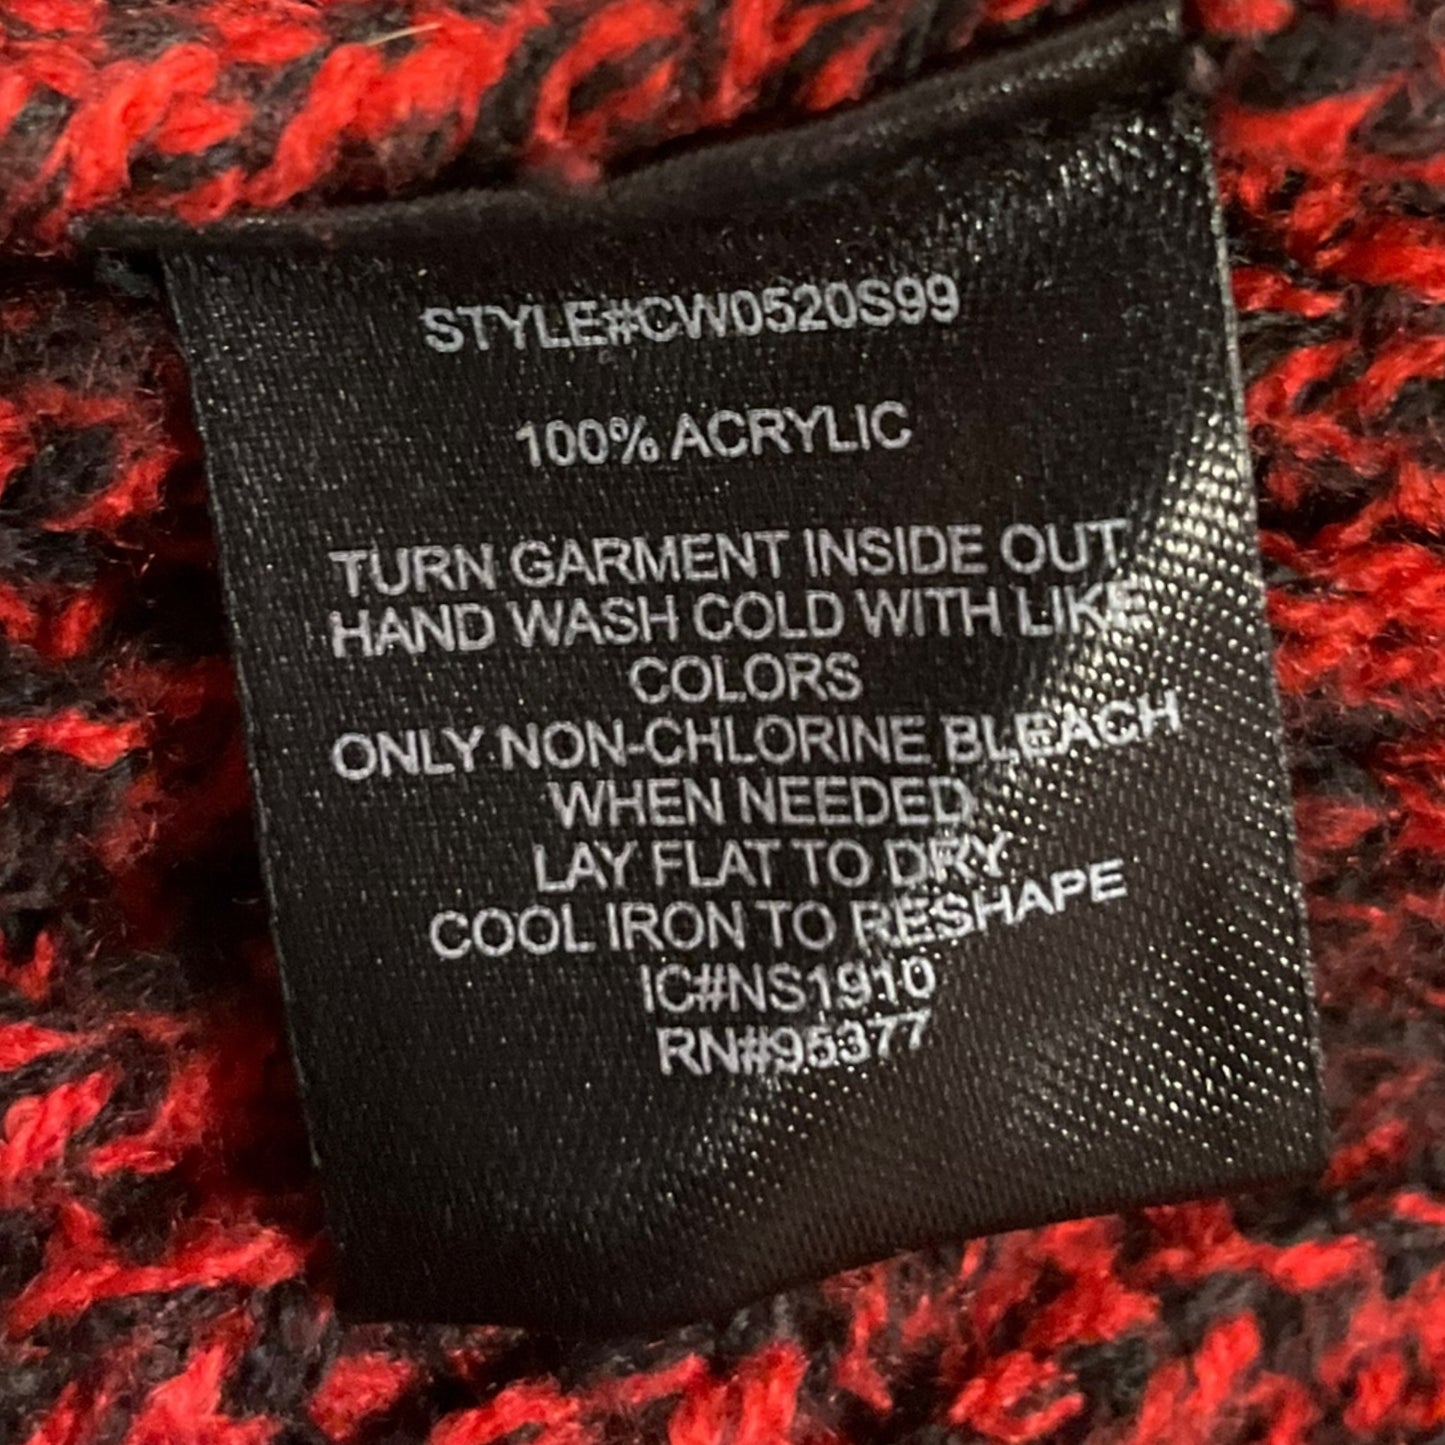 STYLE#CW0520S99
100% ACRYLIC
TURN GARMENT INSIDE OUT
HAND WASH COLD WITH LIKE
COLORS
ONLY NON-CHLORINE BLEACH
WHEN NEEDED
LAY FLAT TO DRY
COOL IRON TO RESHAPE
IC#NS1910
RN#95377